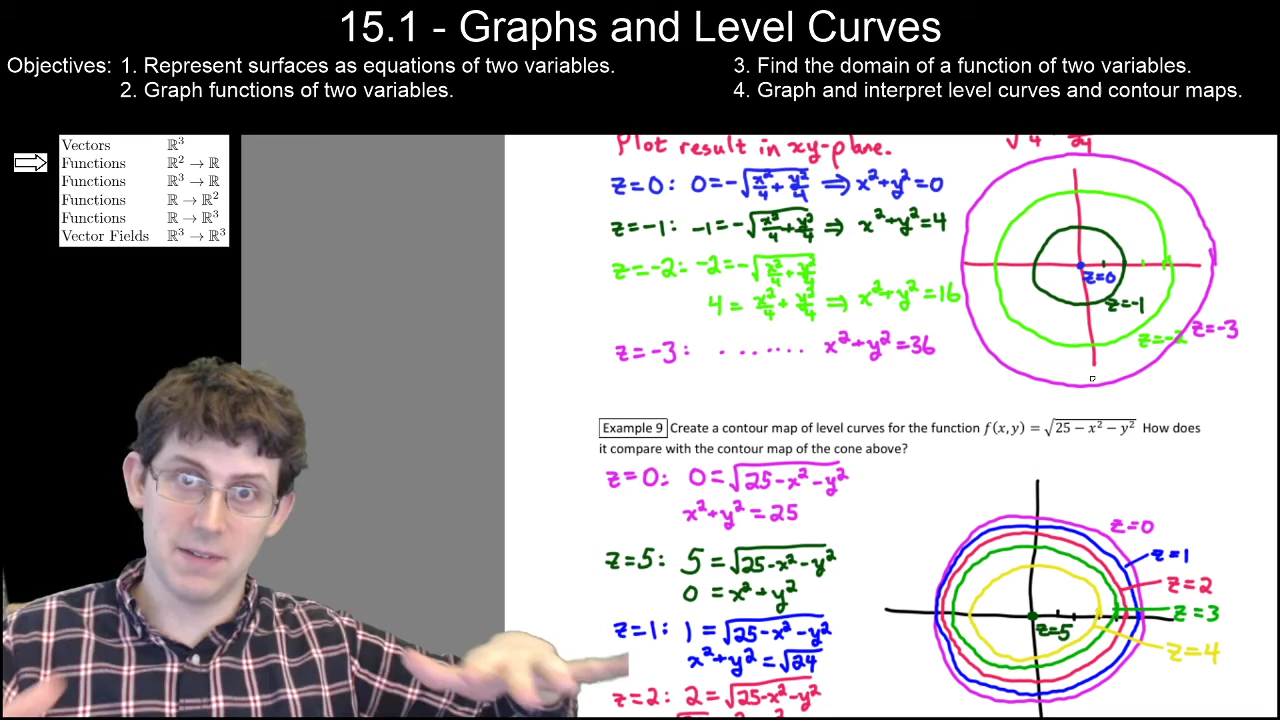 15.1 - Graphs and Level Curves
Objectives: 1. Represent surfaces as equations of two variables.
2. Graph functions of two variables.
3. Find the domain of a function of two variables.
4. Graph and interpret level curves and contour maps.
Vectors ℝ³
Functions ℝ² → ℝ
Functions ℝ³ → ℝ
Functions ℝ → ℝ²
Functions ℝ → ℝ³
Vector Fields ℝ³ → ℝ³
Plot result in xy-plane.
z=0: 0=-√(x²/4+y²/4) ⇒ x²+y²=0
z=-1: -1=-√(x²/4+y²/4) ⇒ x²+y²=4
z=-2: -2=-√(x²/4+y²/4)
4 = x²/4+y²/4 ⇒ x²+y²=16
z=-3: ....... x²+y²=36
z=0
z=-1
z=-2
z=-3
Example 9 Create a contour map of level curves for the function f(x,y) = √(25 − x² − y²) How does
it compare with the contour map of the cone above?
z=0: 0=√(25-x²-y²)
x²+y²=25
z=5: 5=√(25-x²-y²)
0=x²+y²
z=1: 1=√(25-x²-y²)
x²+y²=√24
z=2: 2=√(25-x²-y²)
z=0
z=1
z=2
z=3
z=4
z=5